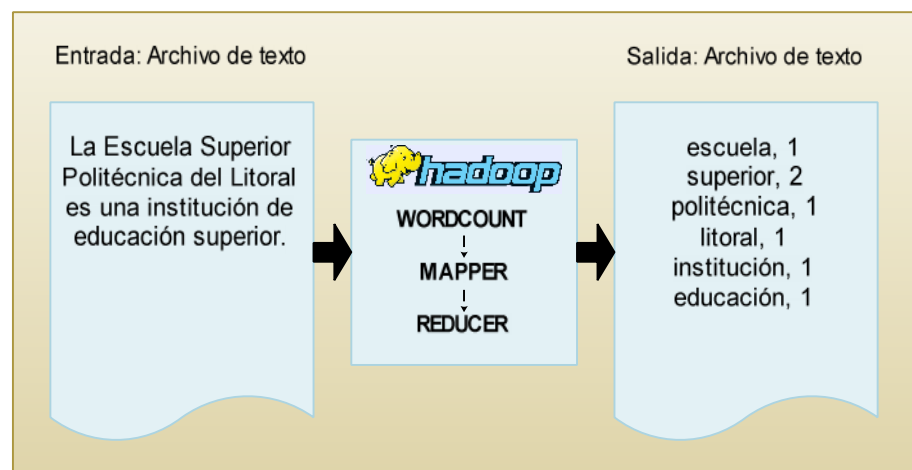 Entrada: Archivo de texto
Salida: Archivo de texto
La Escuela Superior
Politécnica del Litoral
es una institución de
educación superior.
hadoop
WORDCOUNT
MAPPER
REDUCER
escuela, 1
superior, 2
politécnica, 1
litoral, 1
institución, 1
educación, 1